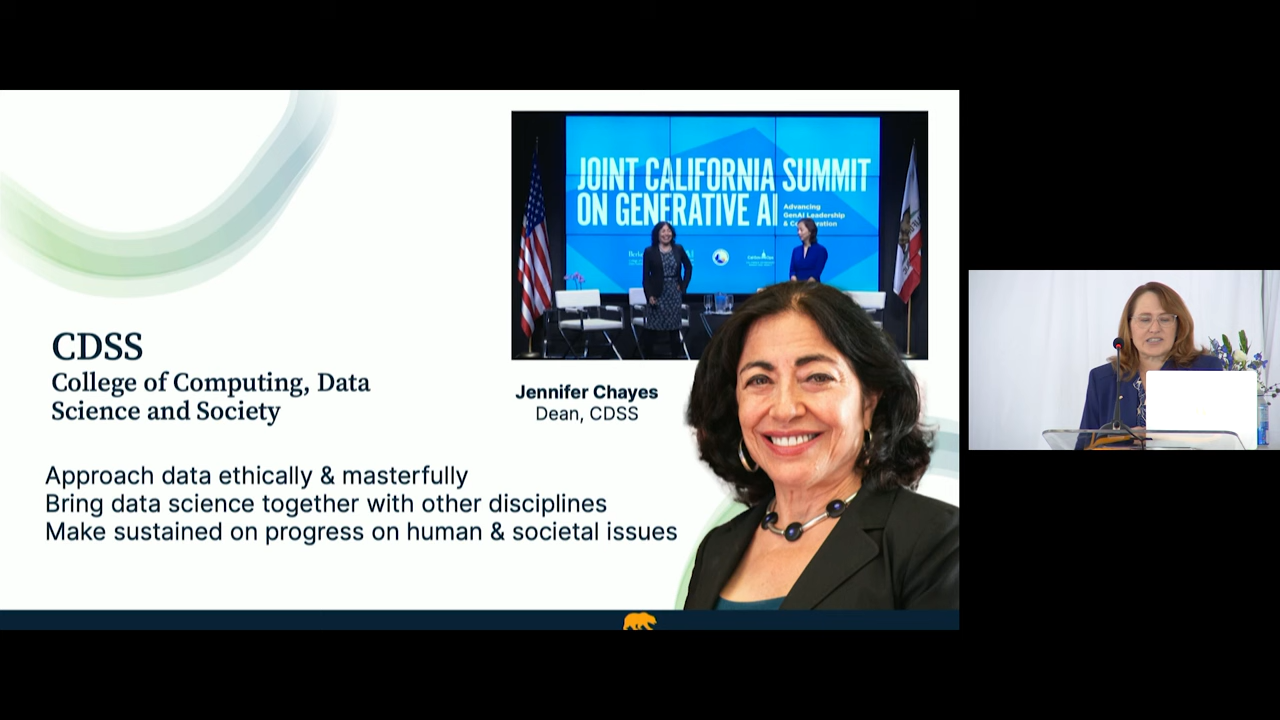 JOINT CALIFORNIA SUMMIT
ON GENERATIVE AI
Advancing
GenAI Leadership
CDSS
College of Computing, Data
Science and Society
Jennifer Chayes
Dean, CDSS
Approach data ethically & masterfully
Bring data science together with other disciplines
Make sustained on progress on human & societal issues